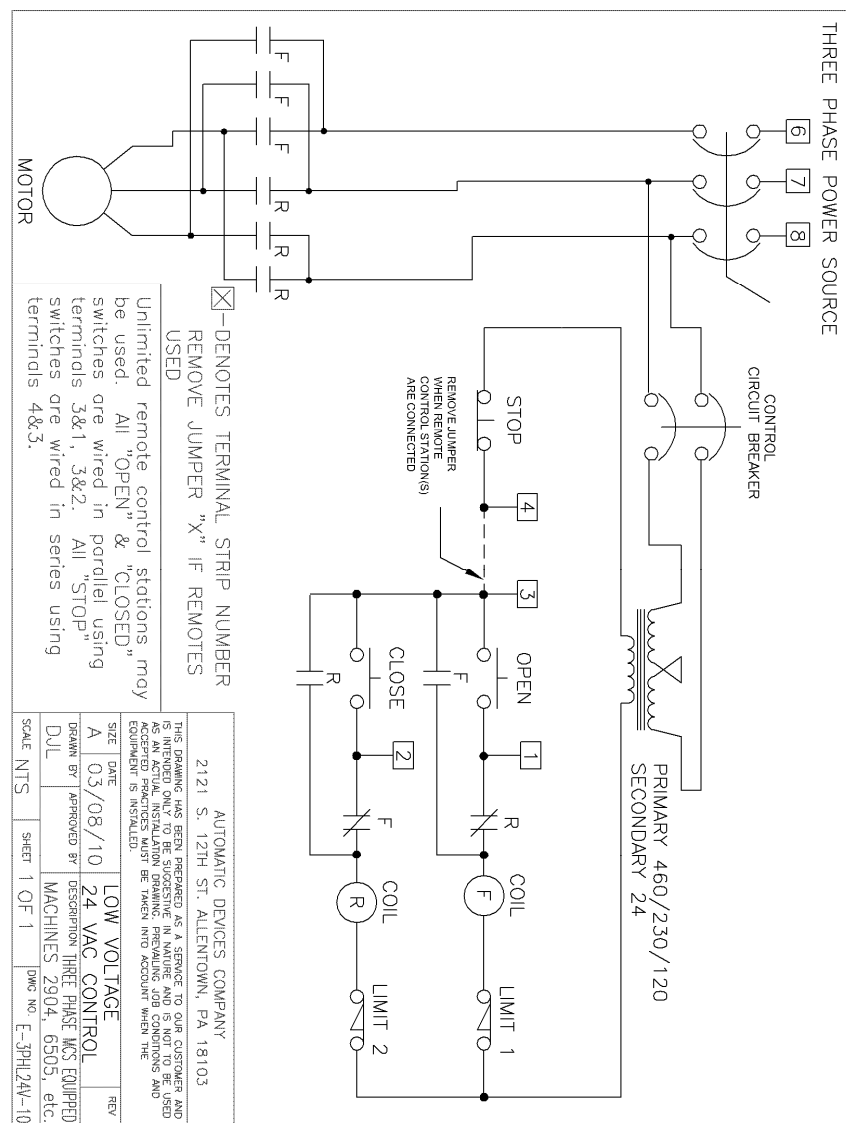 THREE PHASE POWER SOURCE
6
7
8
F
F
F
R
R
R
MOTOR
CONTROL
CIRCUIT BREAKER
PRIMARY 460/230/120
SECONDARY 24
STOP
4
3
REMOVE JUMPER
WHEN REMOTE
CONTROL STATION(S)
ARE CONNECTED
OPEN
1
R
COIL
F
LIMIT 1
F
CLOSE
2
F
COIL
R
LIMIT 2
R
X -DENOTES TERMINAL STRIP NUMBER
REMOVE JUMPER "X" IF REMOTES
USED
Unlimited remote control stations may
be used. All "OPEN" & "CLOSED"
switches are wired in parallel using
terminals 3&1, 3&2. All "STOP"
switches are wired in series using
terminals 4&3.
AUTOMATIC DEVICES COMPANY
2121 S. 12TH ST. ALLENTOWN, PA 18103
THIS DRAWING HAS BEEN PREPARED AS A SERVICE TO OUR CUSTOMER AND
IS INTENDED ONLY TO BE SUGGESTIVE IN NATURE AND IS NOT TO BE USED
AS AN ACTUAL INSTALLATION DRAWING. PREVAILING JOB CONDITIONS AND
ACCEPTED PRACTICES MUST BE TAKEN INTO ACCOUNT WHEN THE
EQUIPMENT IS INSTALLED.
SIZE A
DATE 03/08/10
LOW VOLTAGE
24 VAC CONTROL
REV
DRAWN BY DJL
APPROVED BY
DESCRIPTION THREE PHASE MCS EQUIPPED
MACHINES 2904, 6505, etc.
SCALE NTS
SHEET 1 OF 1
DWG NO. E-3PHL24V-10